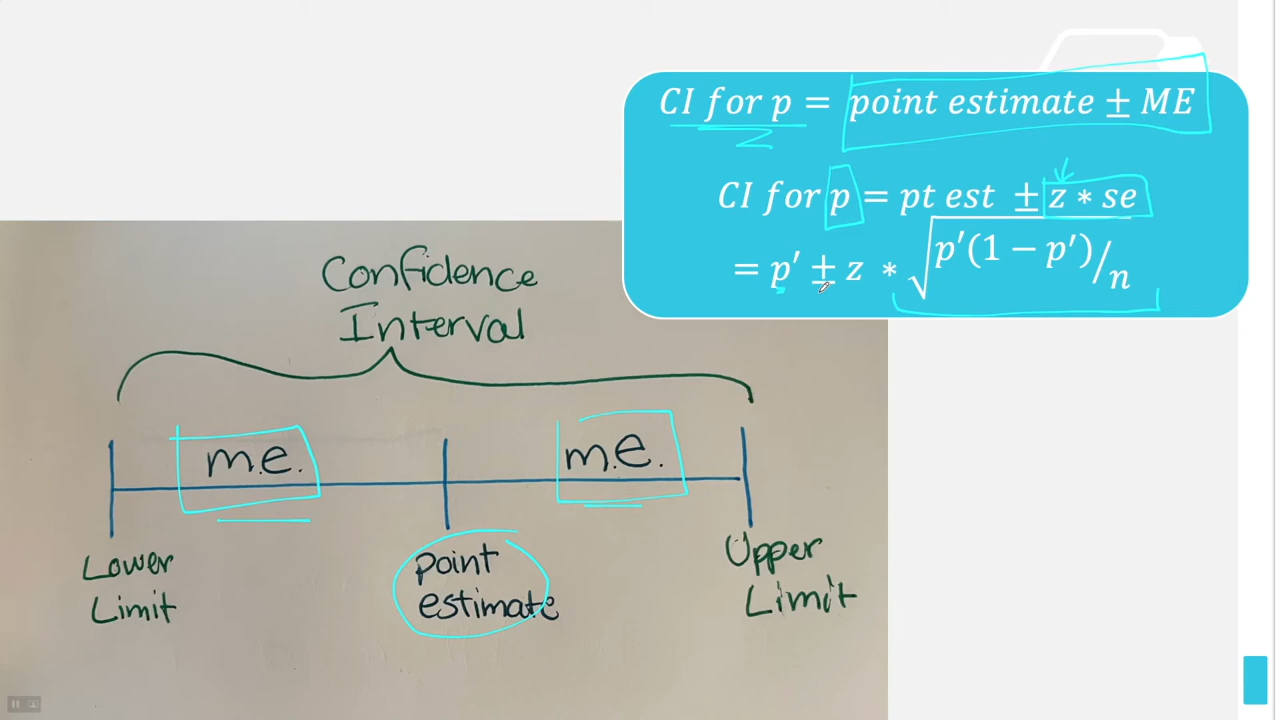 CI for p = point estimate ± ME
CI for p = pt est ± z * se
= p′ ± z * √p′(1 − p′)/n
Confidence
Interval
m.e. m.e.
Lower
Limit
point
estimate
Upper
Limit